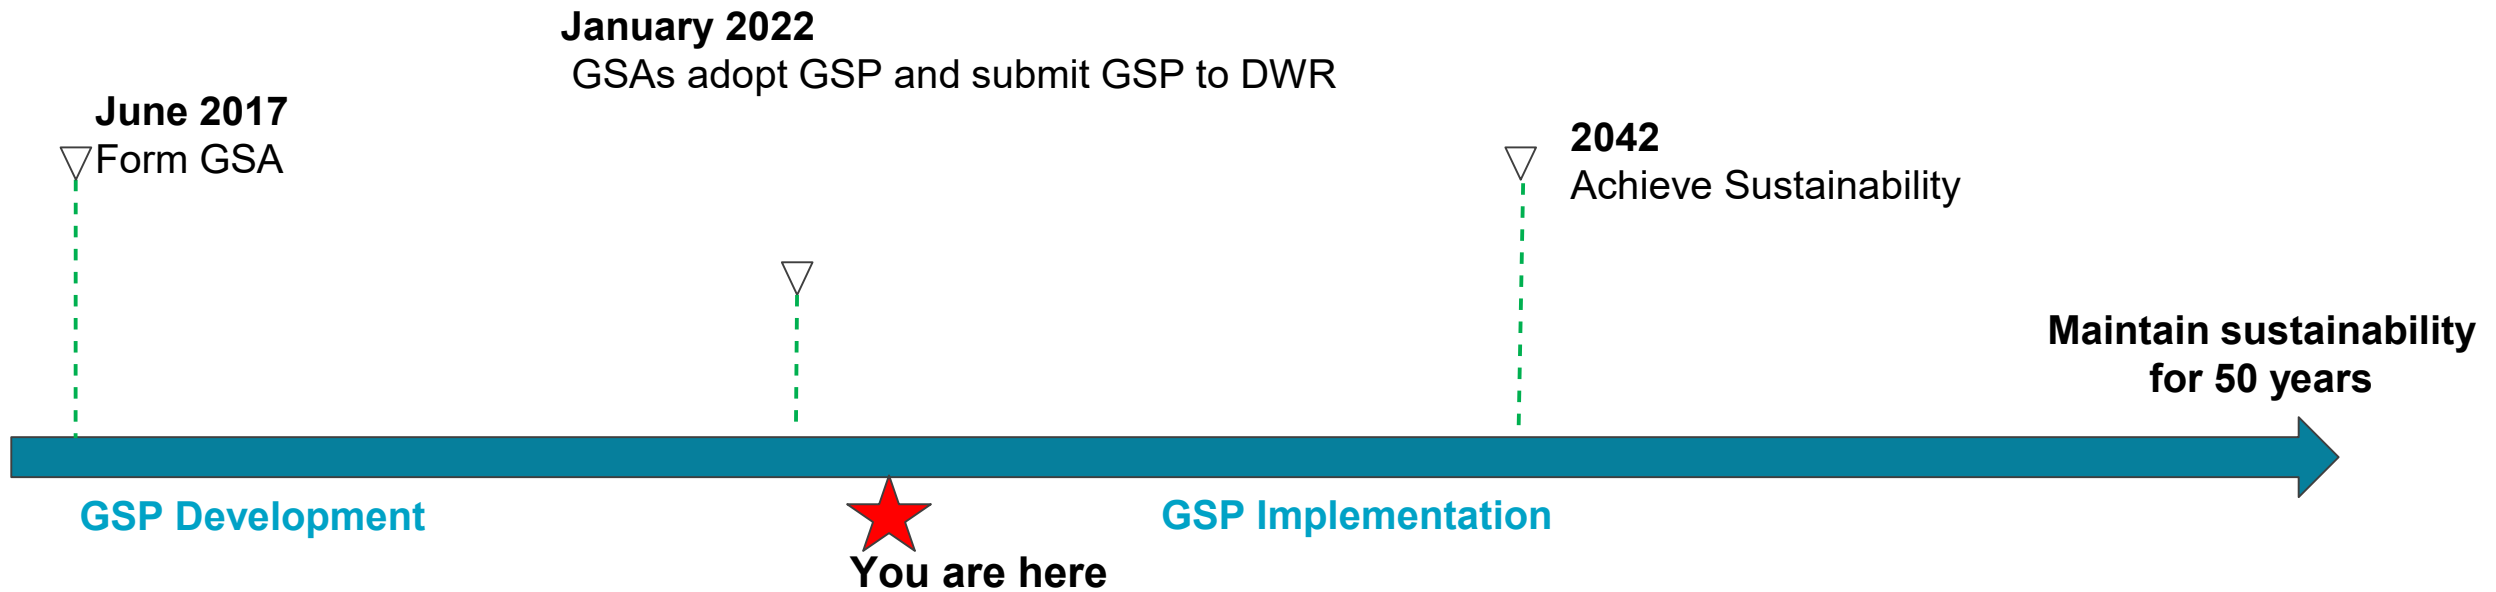 January 2022
GSAs adopt GSP and submit GSP to DWR
June 2017
Form GSA
2042
Achieve Sustainability
Maintain sustainability
for 50 years
GSP Development
GSP Implementation
You are here